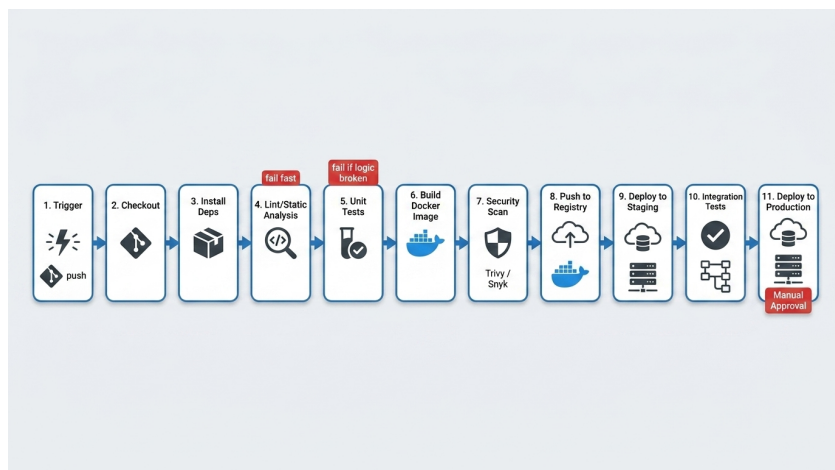 fail fast
fail if logic
broken
1. Trigger
push
2. Checkout
3. Install
Deps
4. Lint/Static
Analysis
5. Unit
Tests
6. Build
Docker
Image
7. Security
Scan
Trivy /
Snyk
8. Push to
Registry
9. Deploy to
Staging
10. Integration
Tests
11. Deploy to
Production
Manual
Approval